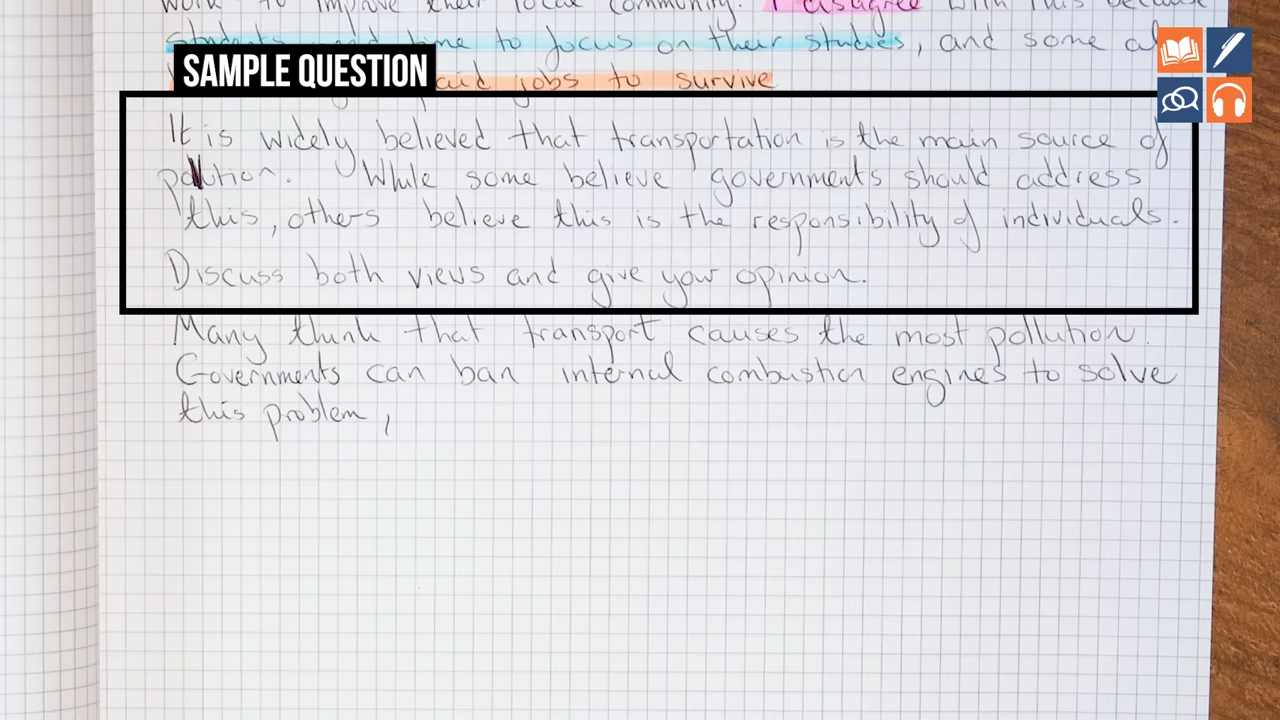 work to improve their local community. I disagree with this because
students need time to focus on their studies, and some al
SAMPLE QUESTION
paid jobs to survive
It is widely believed that transportation is the main source of
pollution. While some believe governments should address
this, others believe this is the responsibility of individuals.
Discuss both views and give your opinion.
Many think that transport causes the most pollution.
Governments can ban internal combustion engines to solve
this problem,